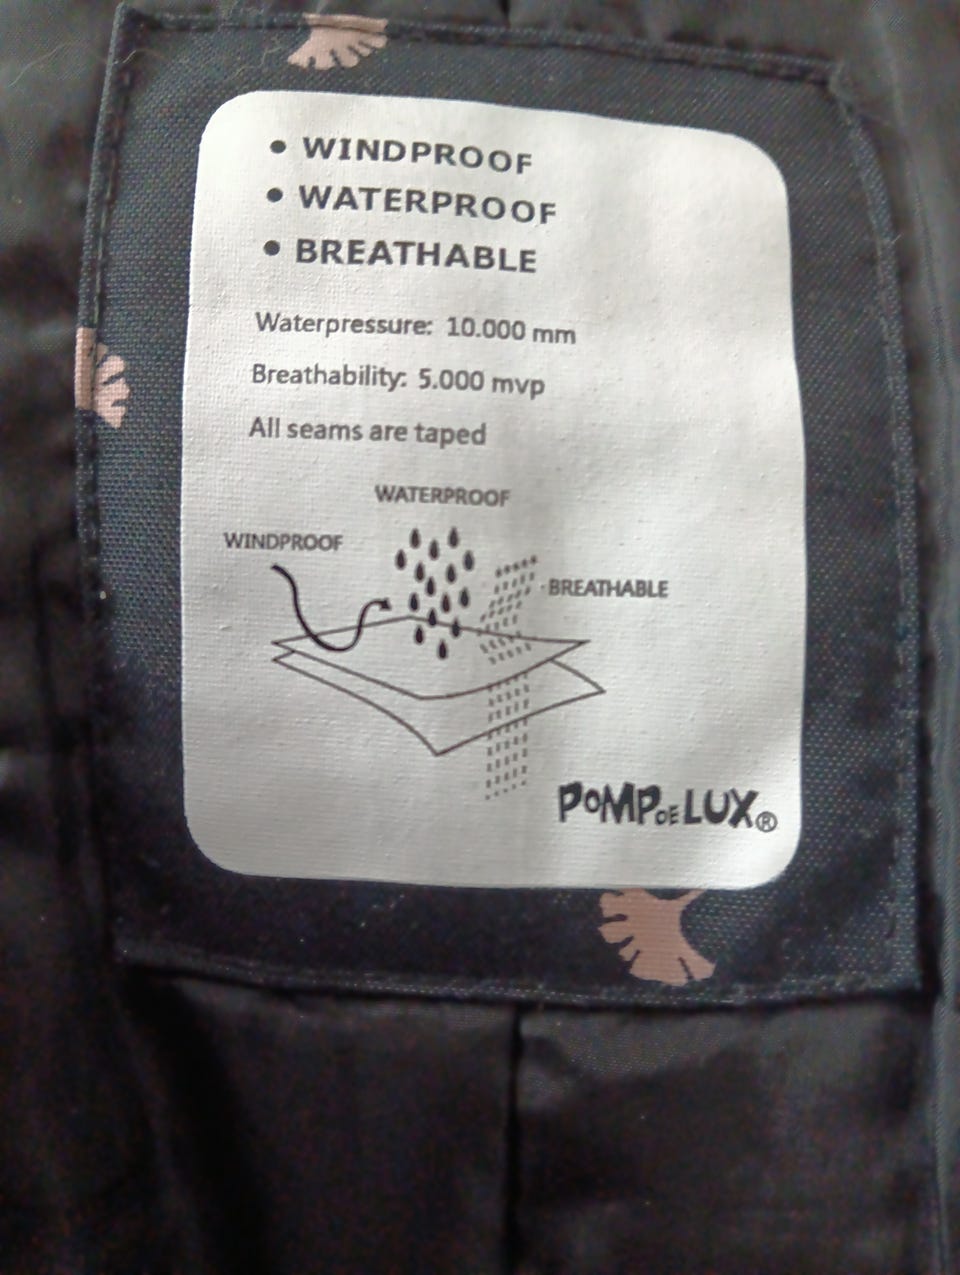 • WINDPROOF
• WATERPROOF
• BREATHABLE
Waterpressure: 10.000 mm
Breathability: 5.000 mvp
All seams are taped
WATERPROOF
WINDPROOF
BREATHABLE
POMPDELUX®